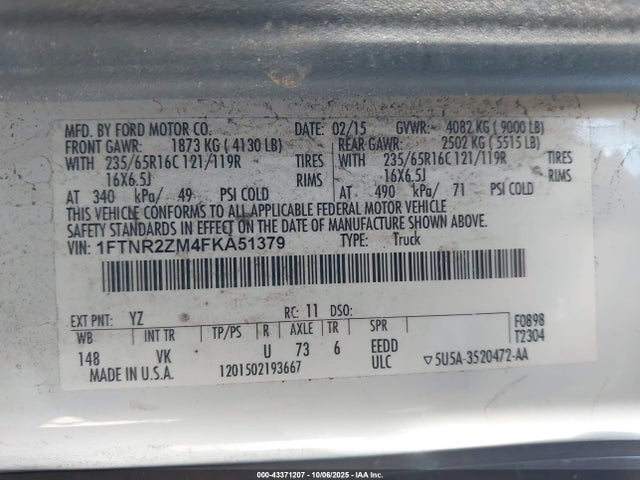 MFD. BY FORD MOTOR CO. DATE: 02/15 GVWR: 4082 KG ( 9000 LB)
FRONT GAWR: 1873 KG ( 4130 LB) REAR GAWR: 2502 KG ( 5515 LB)
WITH 235/65R16C 121/119R TIRES WITH 235/65R16C 121/119R TIRES
16X6.5J RIMS 16X6.5J RIMS
AT 340 kPa/ 49 PSI COLD AT 490 kPa/ 71 PSI COLD
THIS VEHICLE CONFORMS TO ALL APPLICABLE FEDERAL MOTOR VEHICLE
SAFETY STANDARDS IN EFFECT ON THE DATE OF MANUFACTURE SHOWN ABOVE.
VIN: 1FTNR2ZM4FKA51379 TYPE: Truck
EXT PNT: YZ RC: 11 DSO:
WB INT TR TP/PS R AXLE TR SPR F0898
148 VK U 73 6 EEDD T2304
MADE IN U.S.A. 1201502193667 ULC ▽5U5A-3520472-AA
000-43371207 - 10/06/2025 - IAA Inc.